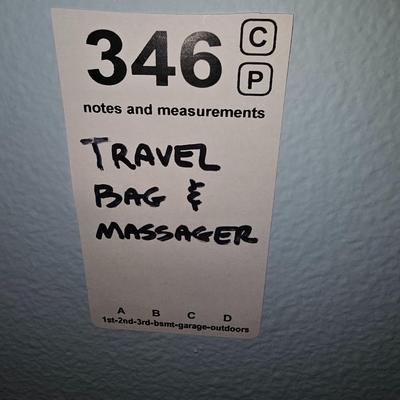 346 C
P
notes and measurements
TRAVEL
BAG &
MASSAGER
A B C D
1st-2nd-3rd-bsmt-garage-outdoors